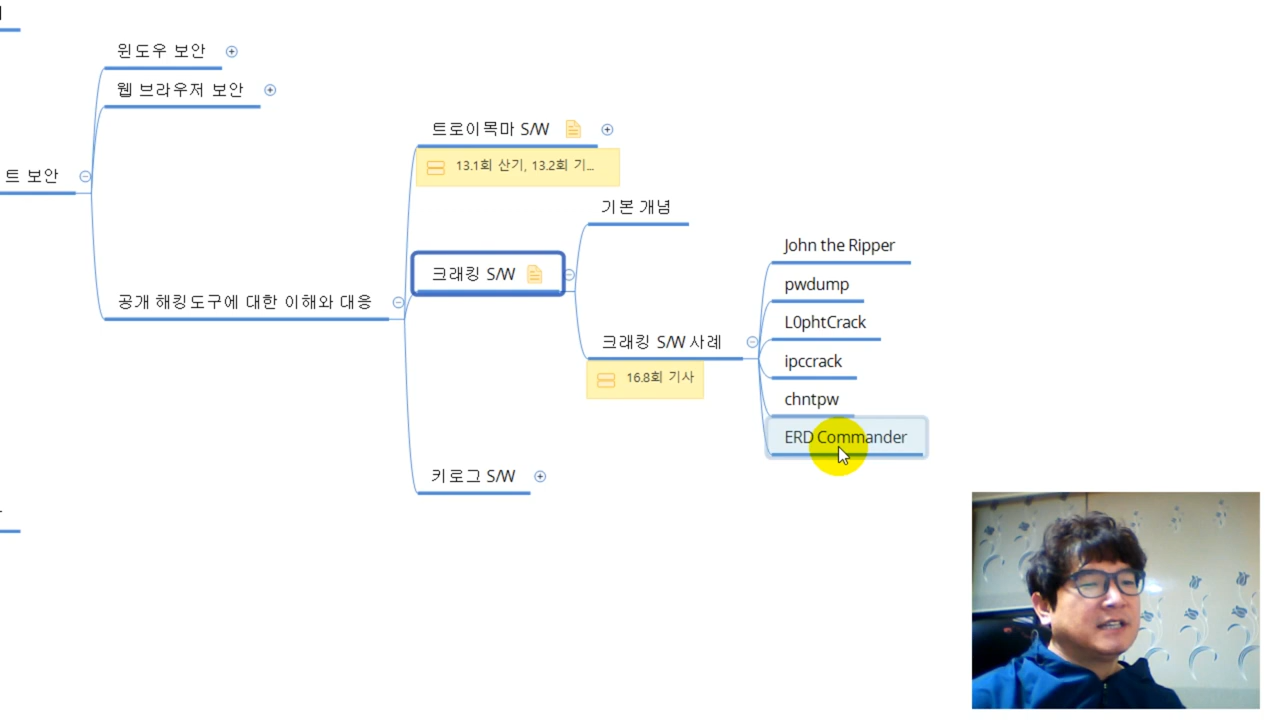 윈도우 보안
웹 브라우저 보안
트 보안
공개 해킹도구에 대한 이해와 대응
트로이목마 S/W
13.1회 산기, 13.2회 기...
크래킹 S/W
기본 개념
크래킹 S/W 사례
16.8회 기사
John the Ripper
pwdump
L0phtCrack
ipccrack
chntpw
ERD Commander
키로그 S/W